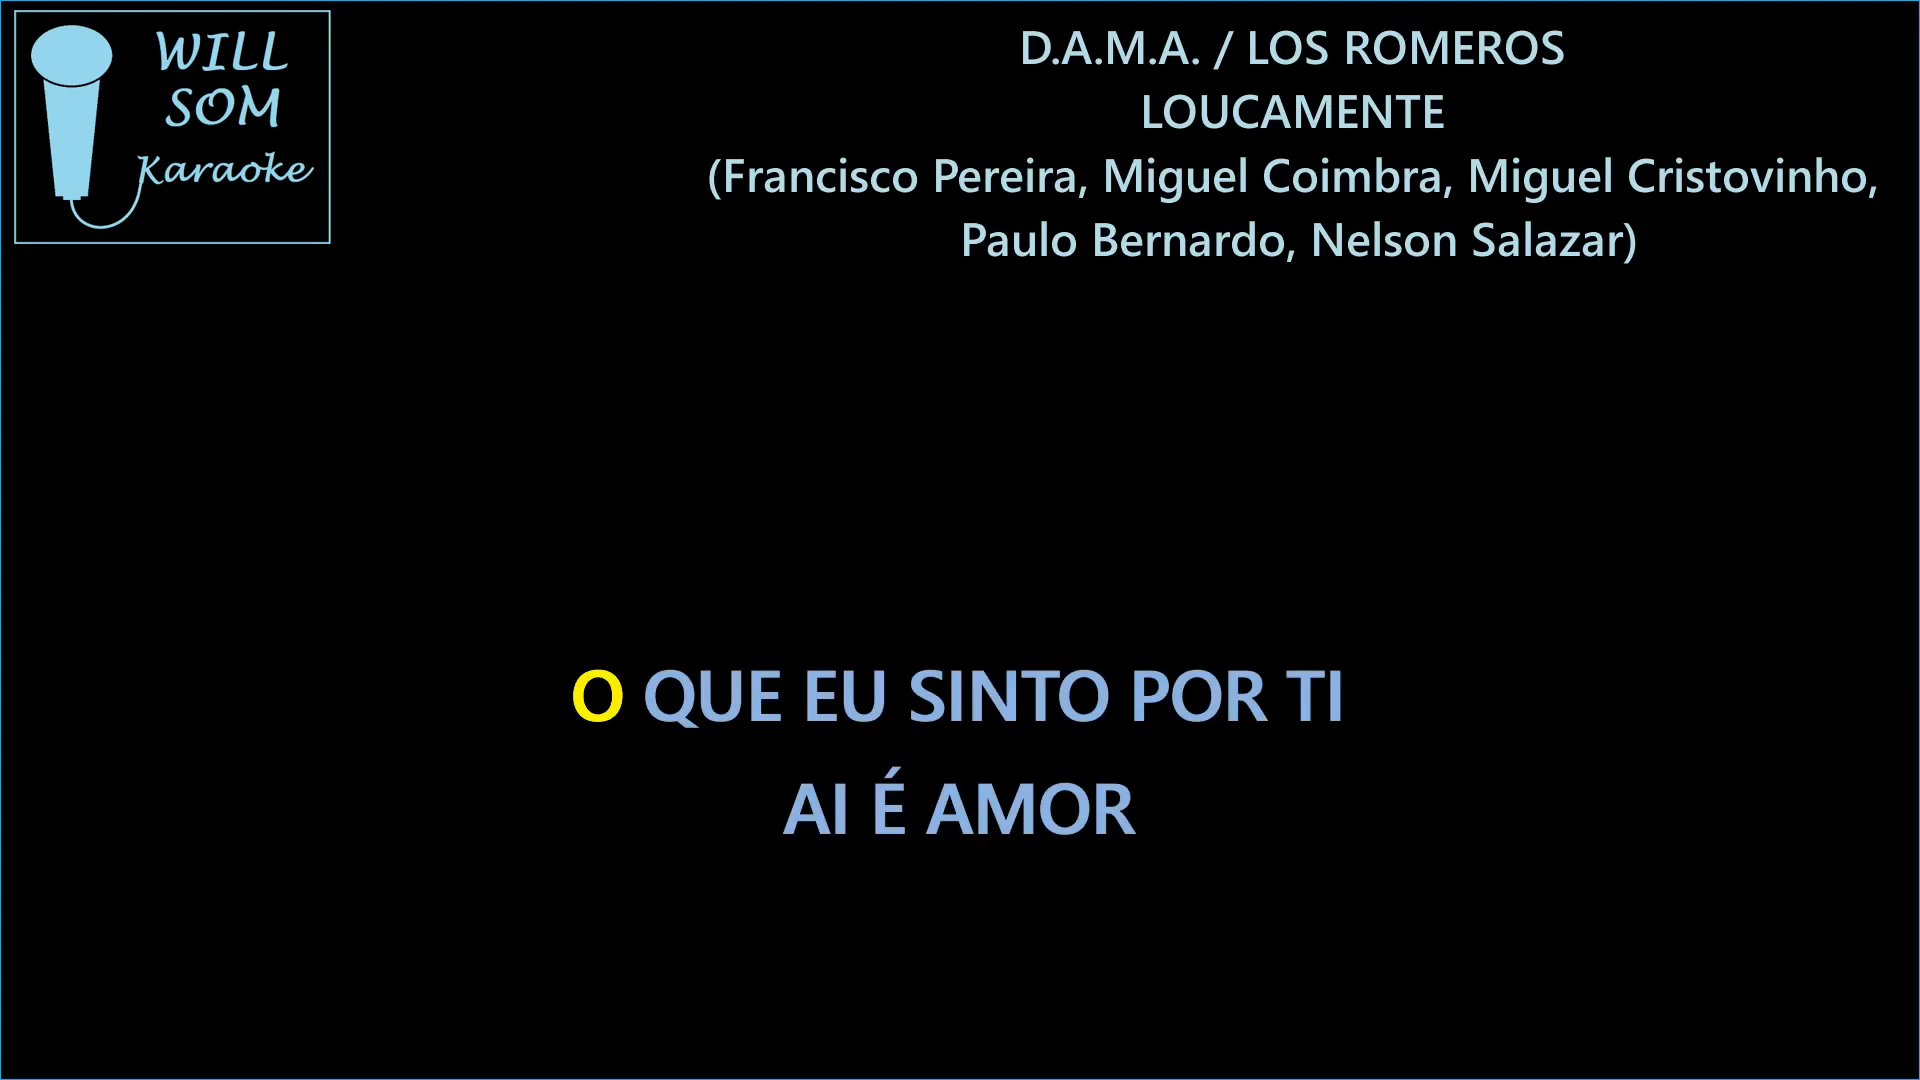 WILL
SOM
Karaoke
D.A.M.A. / LOS ROMEROS
LOUCAMENTE
(Francisco Pereira, Miguel Coimbra, Miguel Cristovinho,
Paulo Bernardo, Nelson Salazar)
O QUE EU SINTO POR TI
AI É AMOR